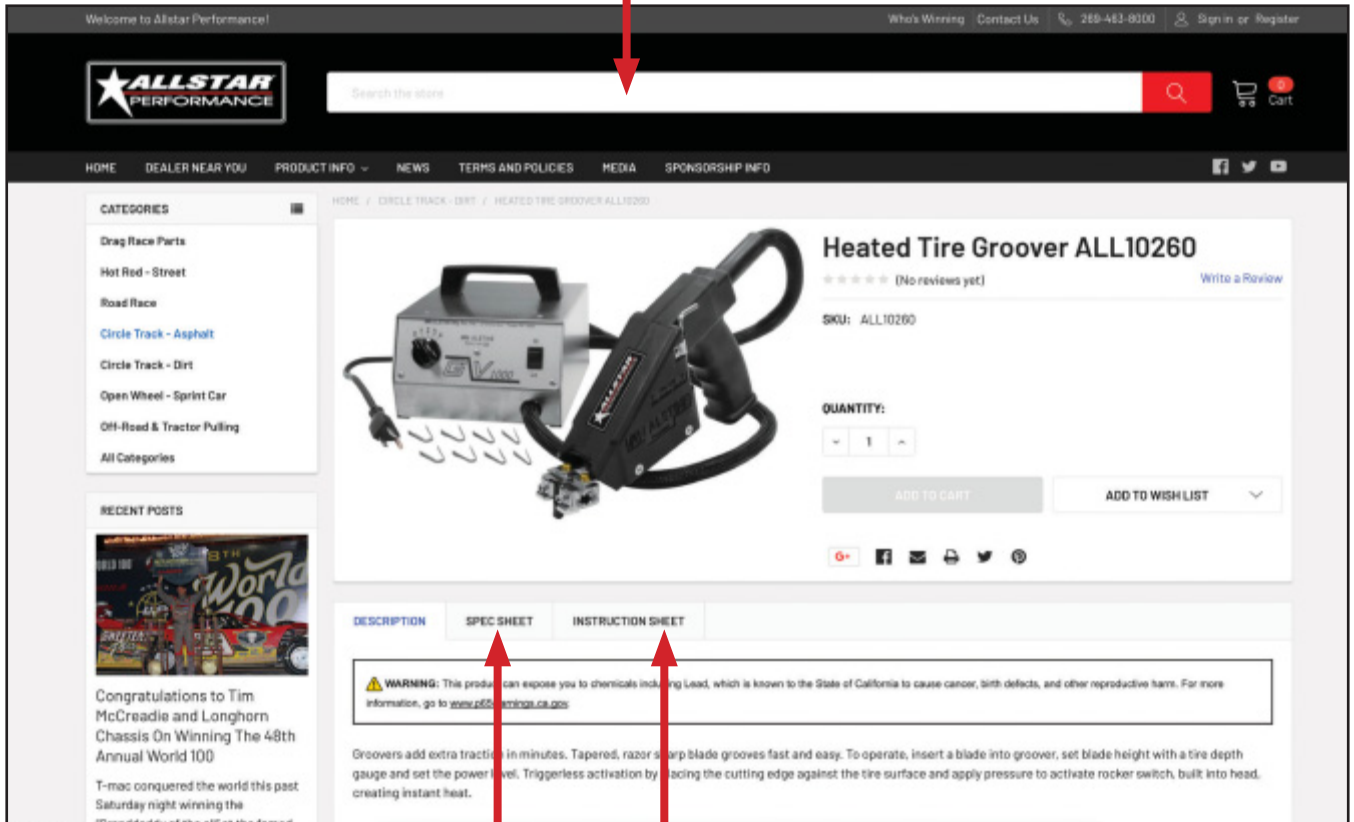 Welcome to Allstar Performance!
Who's Winning Contact Us 269-463-8000 Sign in or Register
ALLSTAR
PERFORMANCE
Search the store
0
Cart
HOME DEALER NEAR YOU PRODUCT INFO NEWS TERMS AND POLICIES MEDIA SPONSORSHIP INFO
CATEGORIES
Drag Race Parts
Hot Rod - Street
Road Race
Circle Track - Asphalt
Circle Track - Dirt
Open Wheel - Sprint Car
Off-Road & Tractor Pulling
All Categories
RECENT POSTS
8TH
World
100
Congratulations to Tim
McCreadie and Longhorn
Chassis On Winning The 48th
Annual World 100
T-mac conquered the world this past
Saturday night winning the
HOME / CIRCLE TRACK - DIRT / HEATED TIRE GROOVER ALL10260
ALLSTAR
1000
Heated Tire Groover ALL10260
(No reviews yet)
Write a Review
SKU: ALL10260
QUANTITY:
1
ADD TO CART
ADD TO WISH LIST
G+
DESCRIPTION SPEC SHEET INSTRUCTION SHEET
WARNING: This product can expose you to chemicals including Lead, which is known to the State of California to cause cancer, birth defects, and other reproductive harm. For more
information, go to www.p65warnings.ca.gov.
Groovers add extra traction in minutes. Tapered, razor sharp blade grooves fast and easy. To operate, insert a blade into groover, set blade height with a tire depth
gauge and set the power level. Triggerless activation by placing the cutting edge against the tire surface and apply pressure to activate rocker switch, built into head,
creating instant heat.